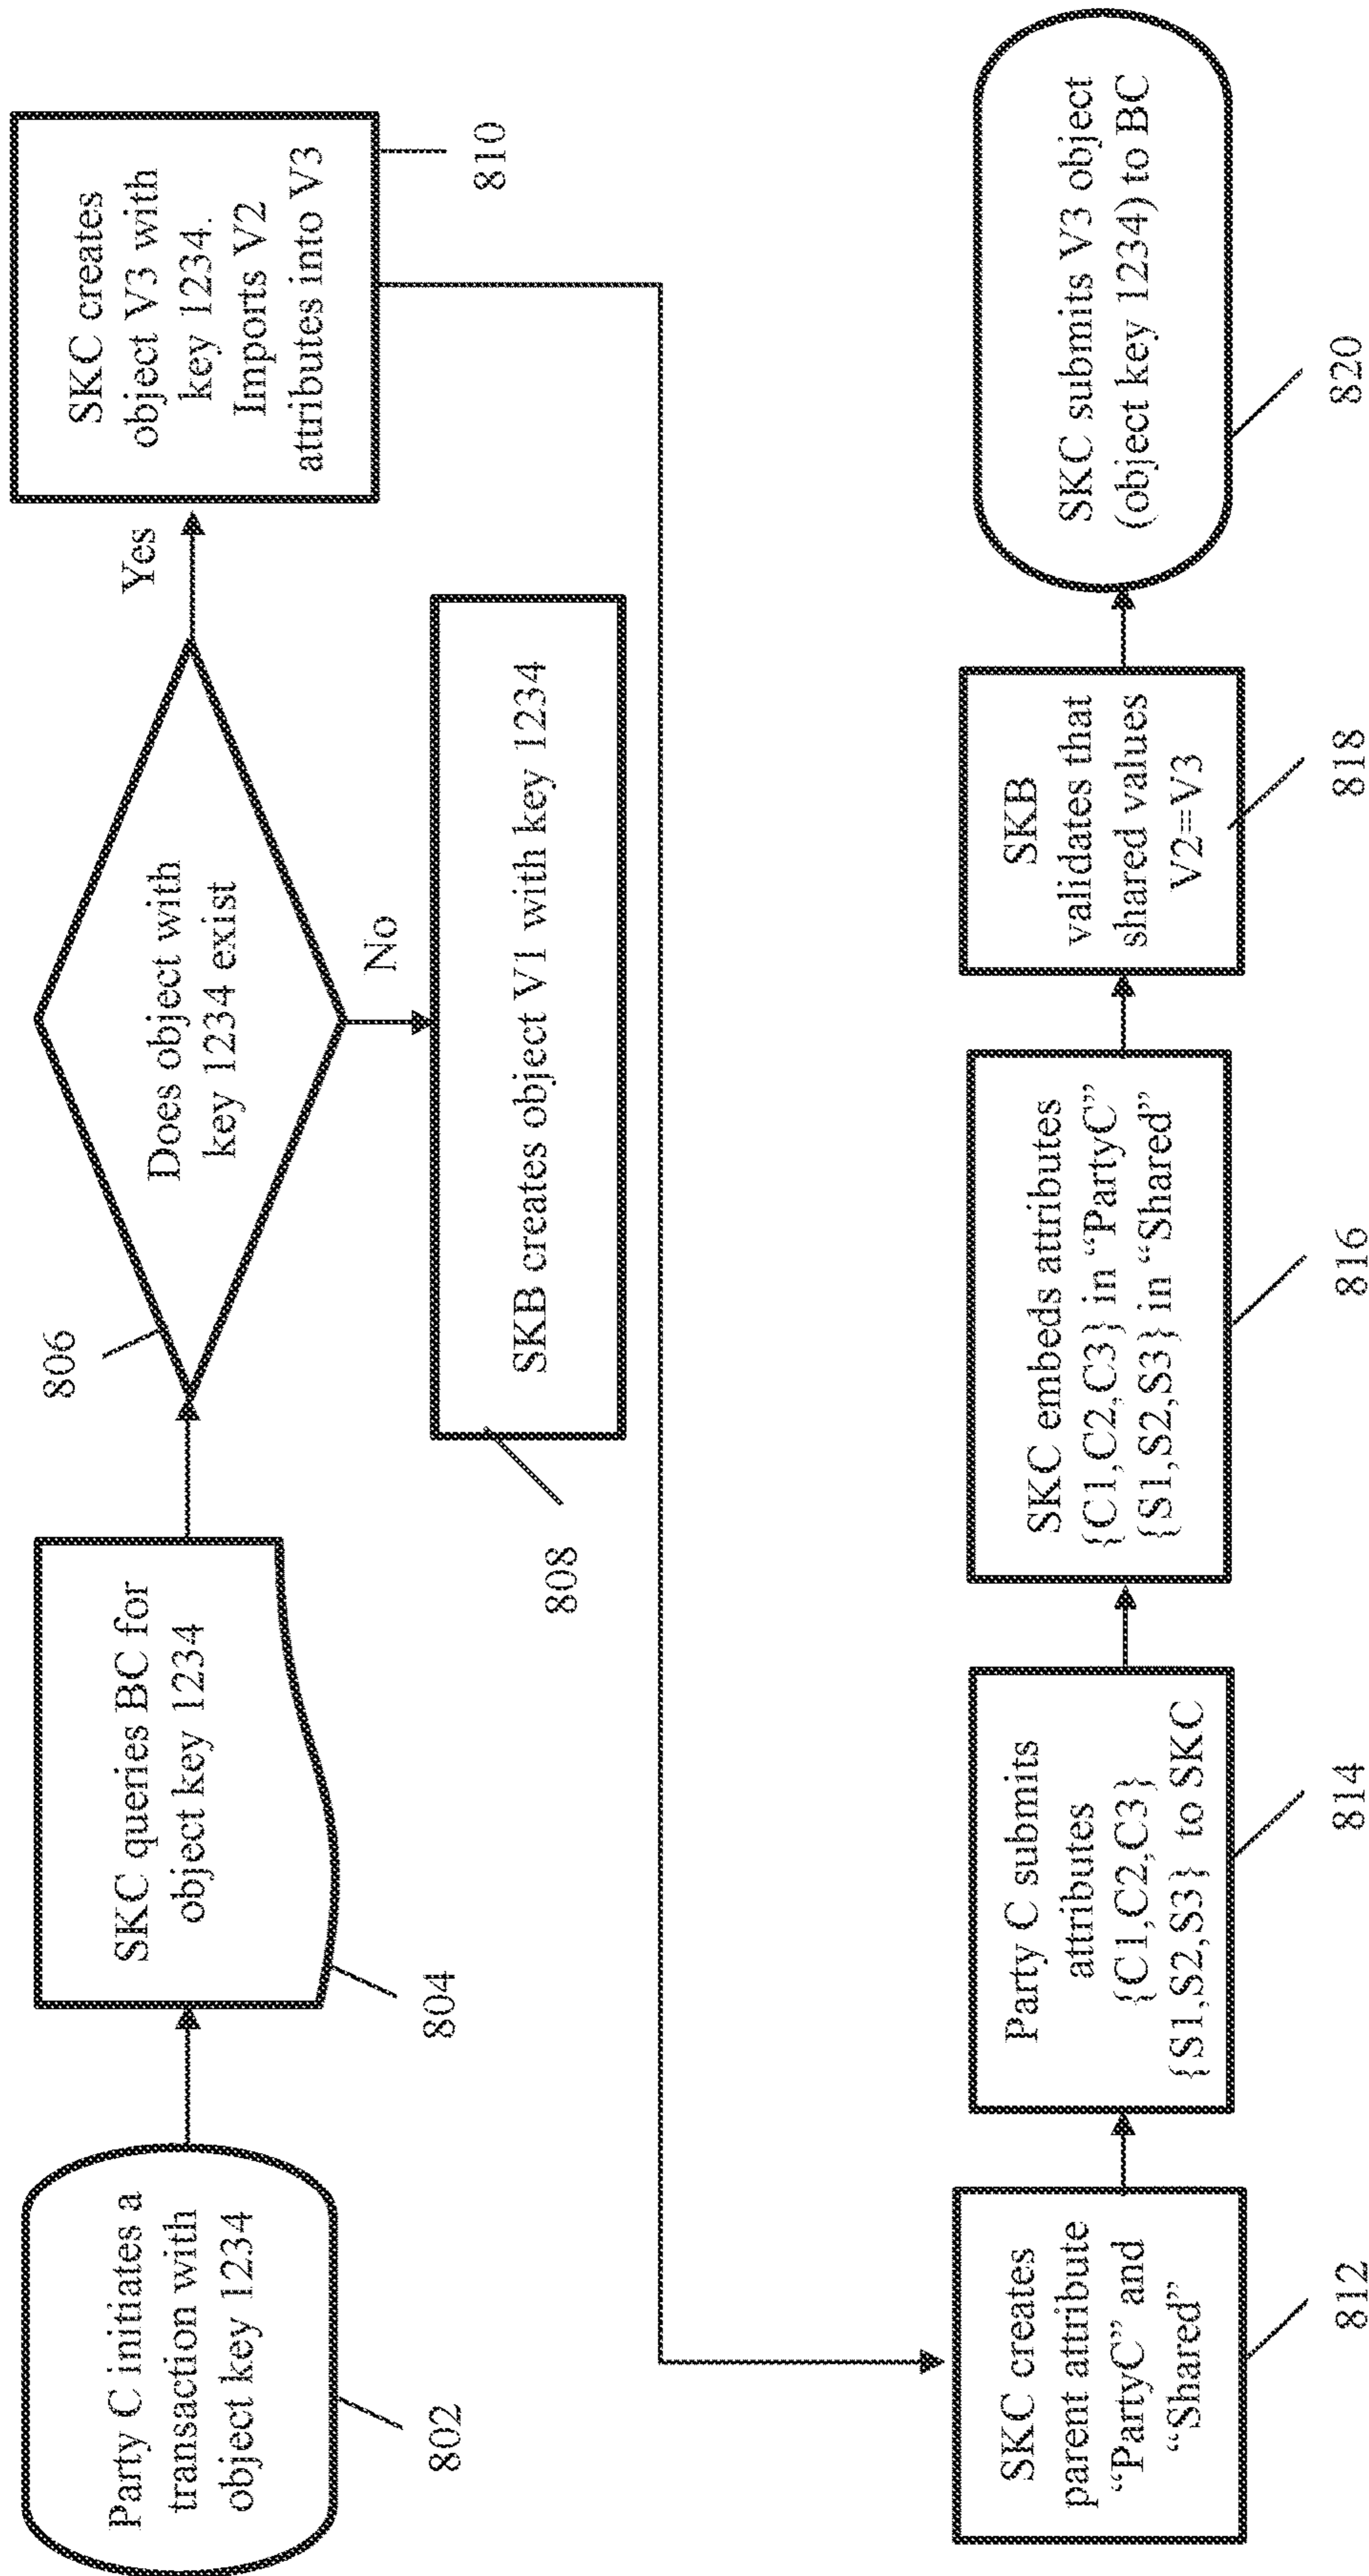 Party C initiates a
transaction with
object key 1234
802
SKC queries BC for
object key 1234
804
806
Does object with
key 1234 exist
Yes
No
SKB creates object V1 with key 1234
808
SKC creates
object V3 with
key 1234.
Imports V2
attributes into V3
810
SKC creates
parent attribute
“PartyC” and
“Shared”
812
Party C submits
attributes
{C1,C2,C3}
{S1,S2,S3} to SKC
814
SKC embeds attributes
{C1,C2,C3} in “PartyC”
{S1,S2,S3} in “Shared”
816
SKB
validates that
shared values
V2=V3
818
SKC submits V3 object
(object key 1234) to BC
820